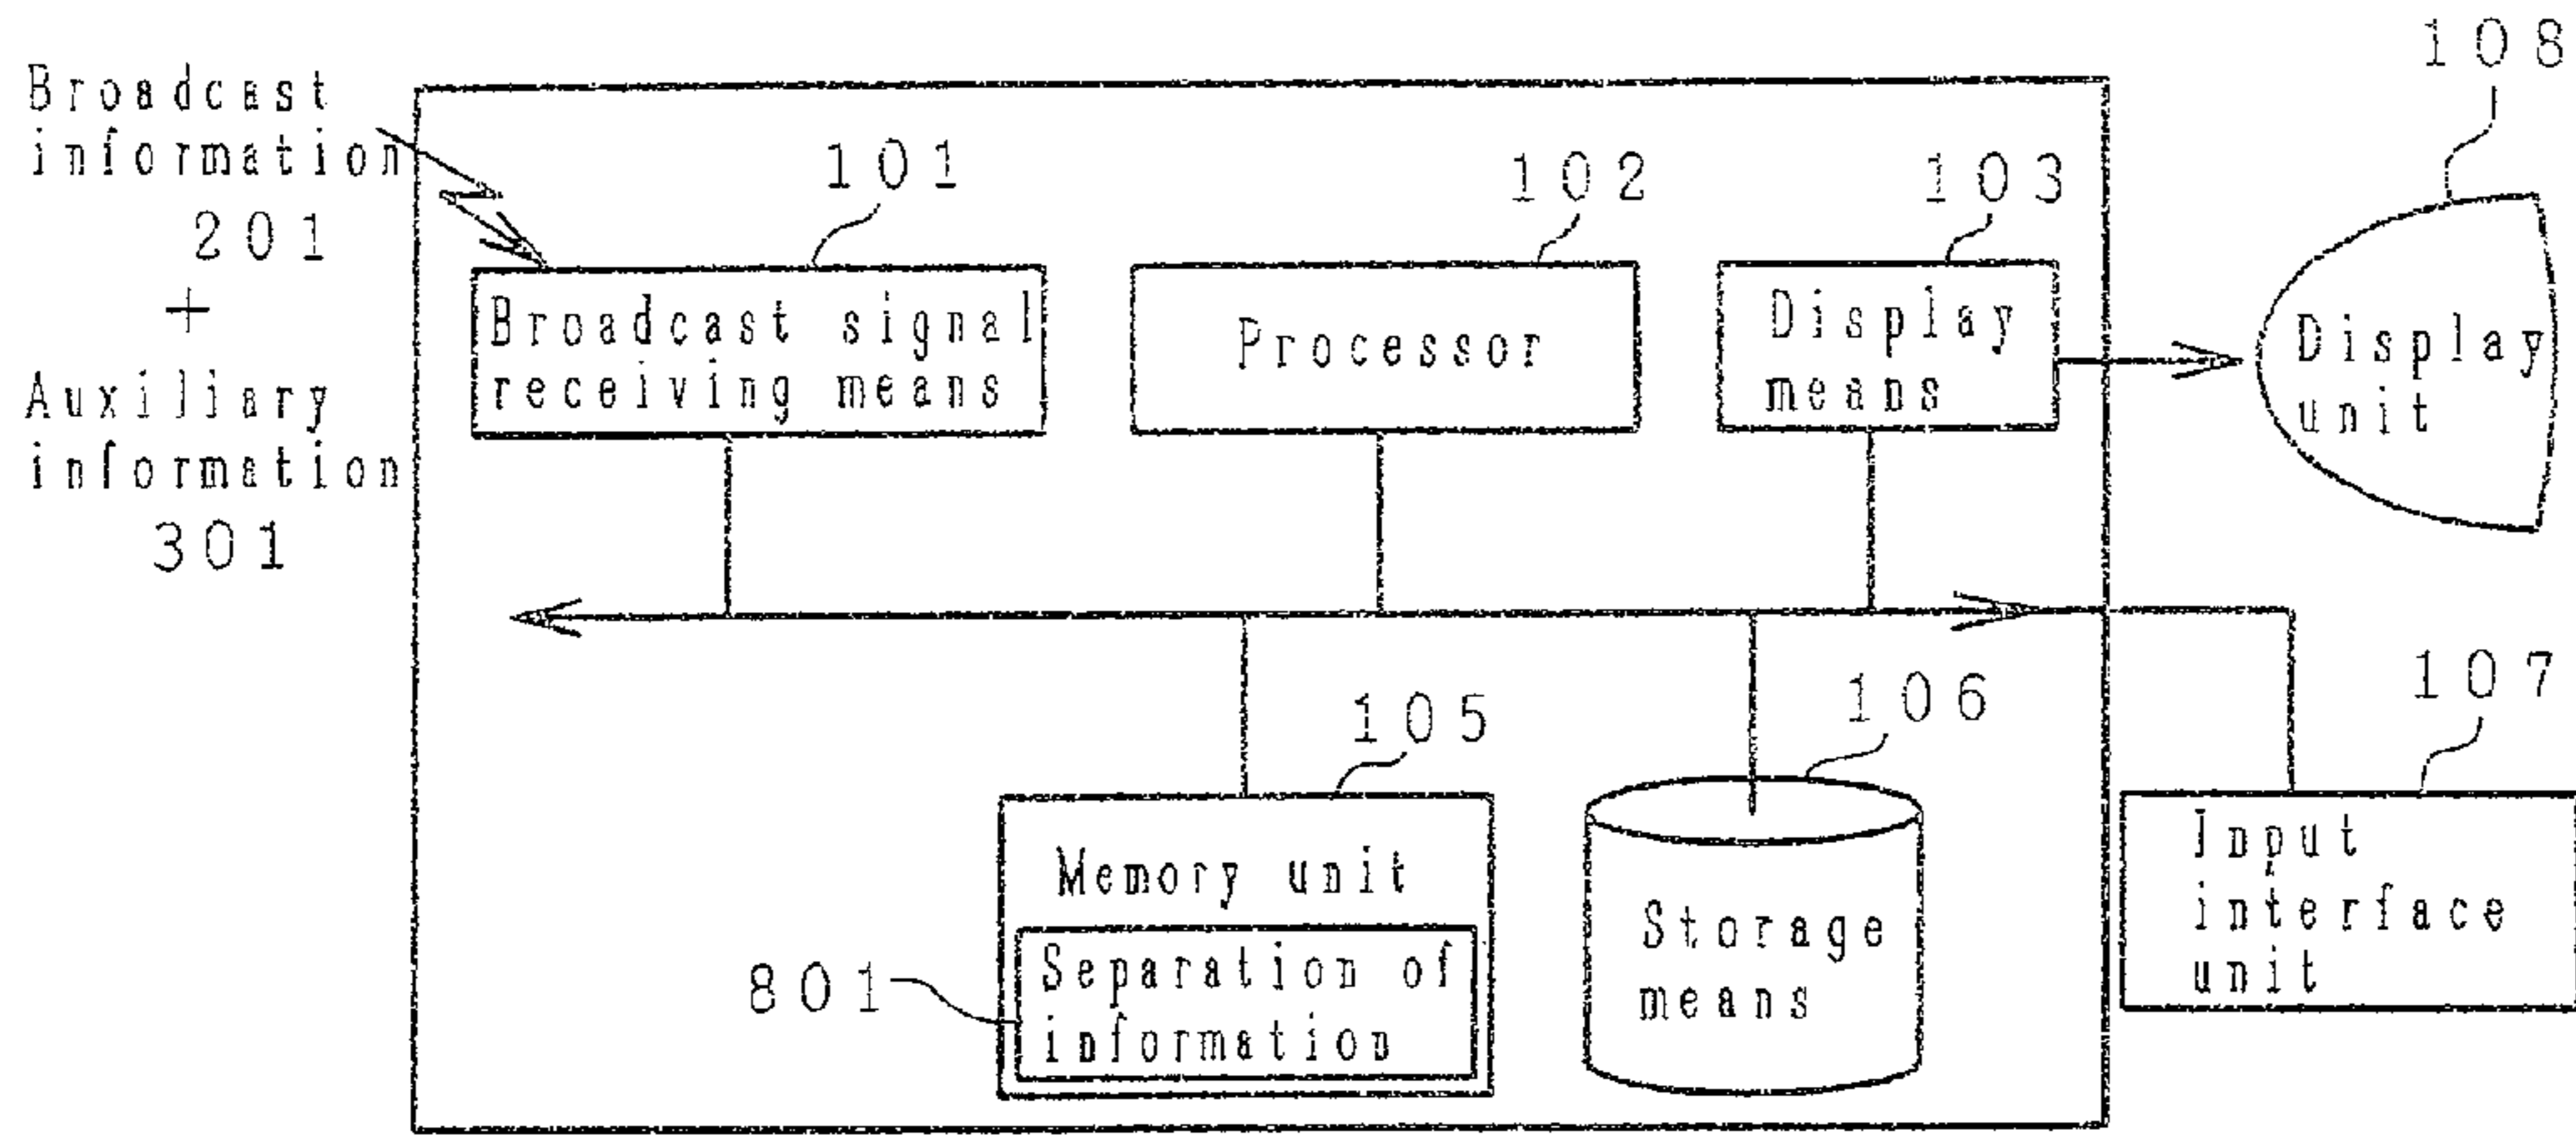 108
Broadcast
information
201
+
Auxiliary
information
301
101
102
103
Broadcast signal
receiving means
Processor
Display
means
Display
unit
105
106
107
Memory unit
801
Separation of
information
Storage
means
Input
interface
unit